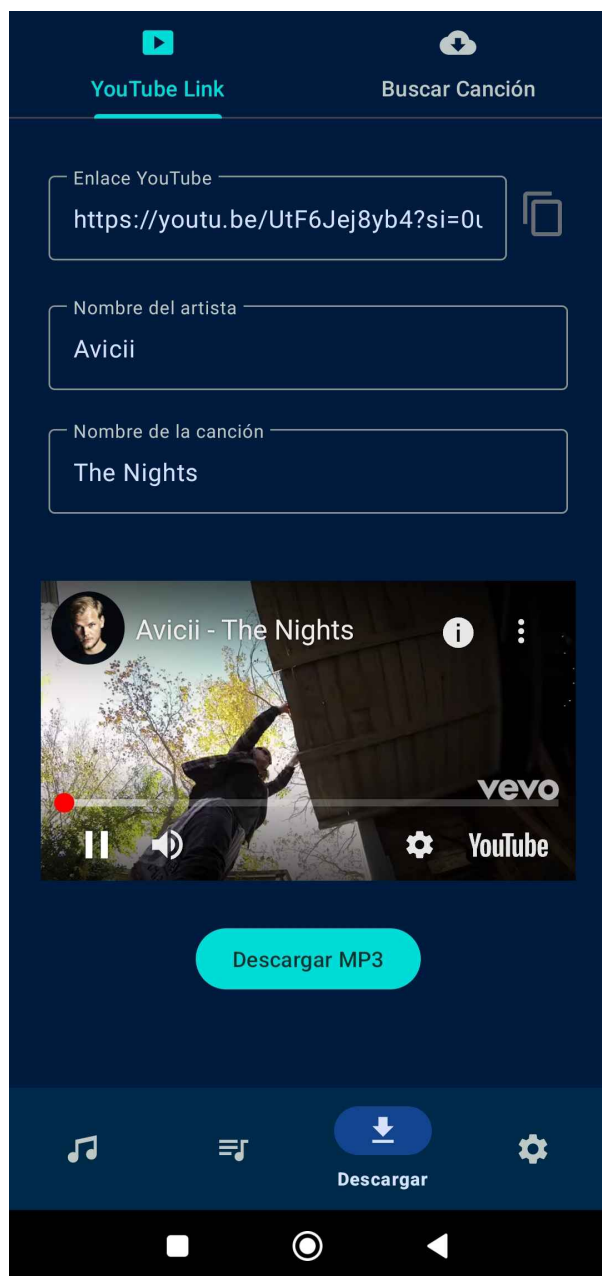 YouTube Link
Buscar Canción
Enlace YouTube
https://youtu.be/UtF6Jej8yb4?si=0u
Nombre del artista
Avicii
Nombre de la canción
The Nights
Avicii - The Nights
vevo
YouTube
Descargar MP3
Descargar